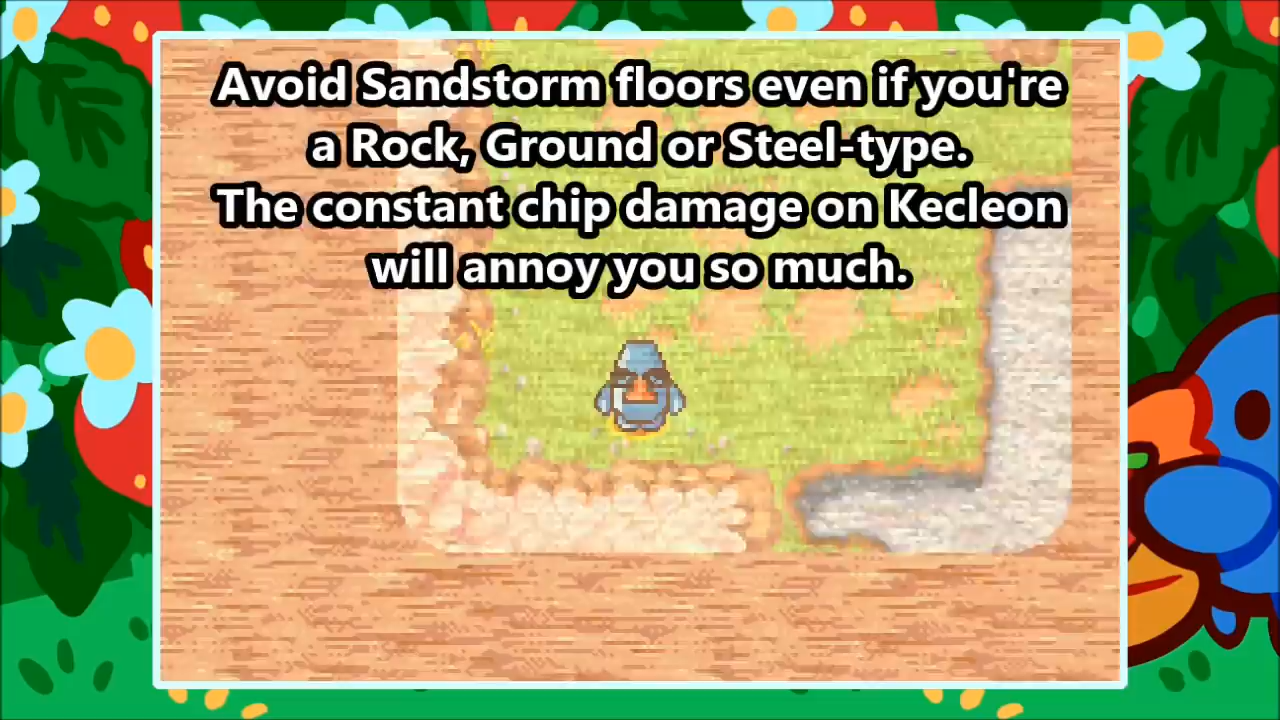 Avoid Sandstorm floors even if you're
a Rock, Ground or Steel-type.
The constant chip damage on Kecleon
will annoy you so much.